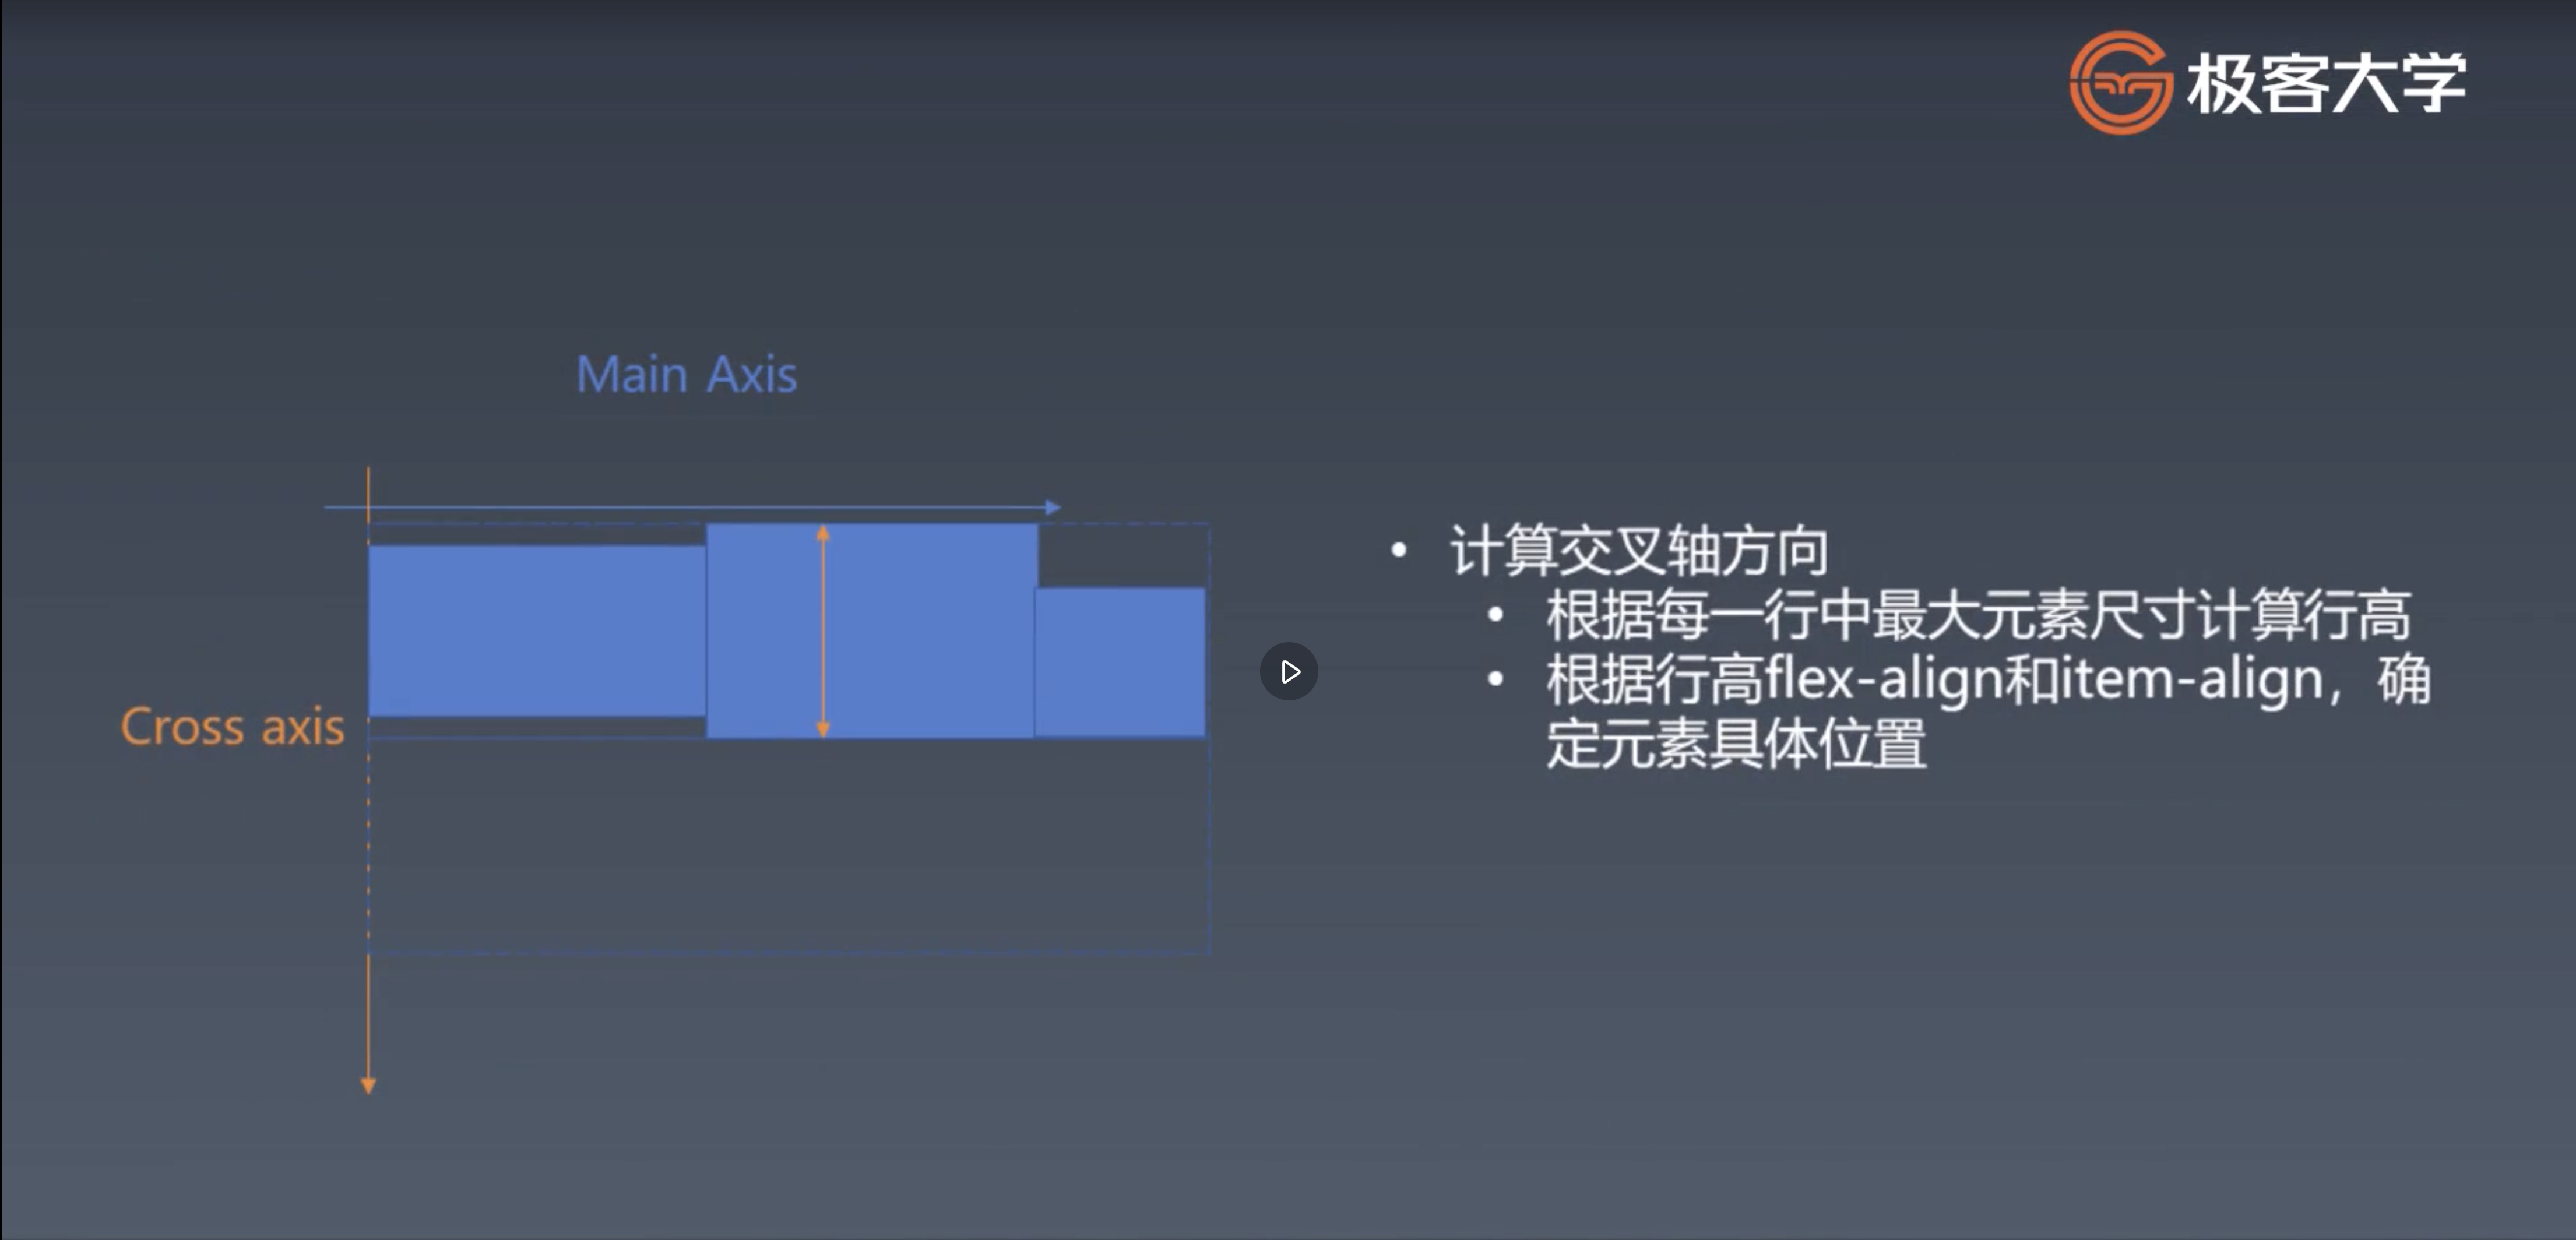 极客大学
Main Axis
Cross axis
• 计算交叉轴方向
• 根据每一行中最大元素尺寸计算行高
• 根据行高flex-align和item-align，确
定元素具体位置